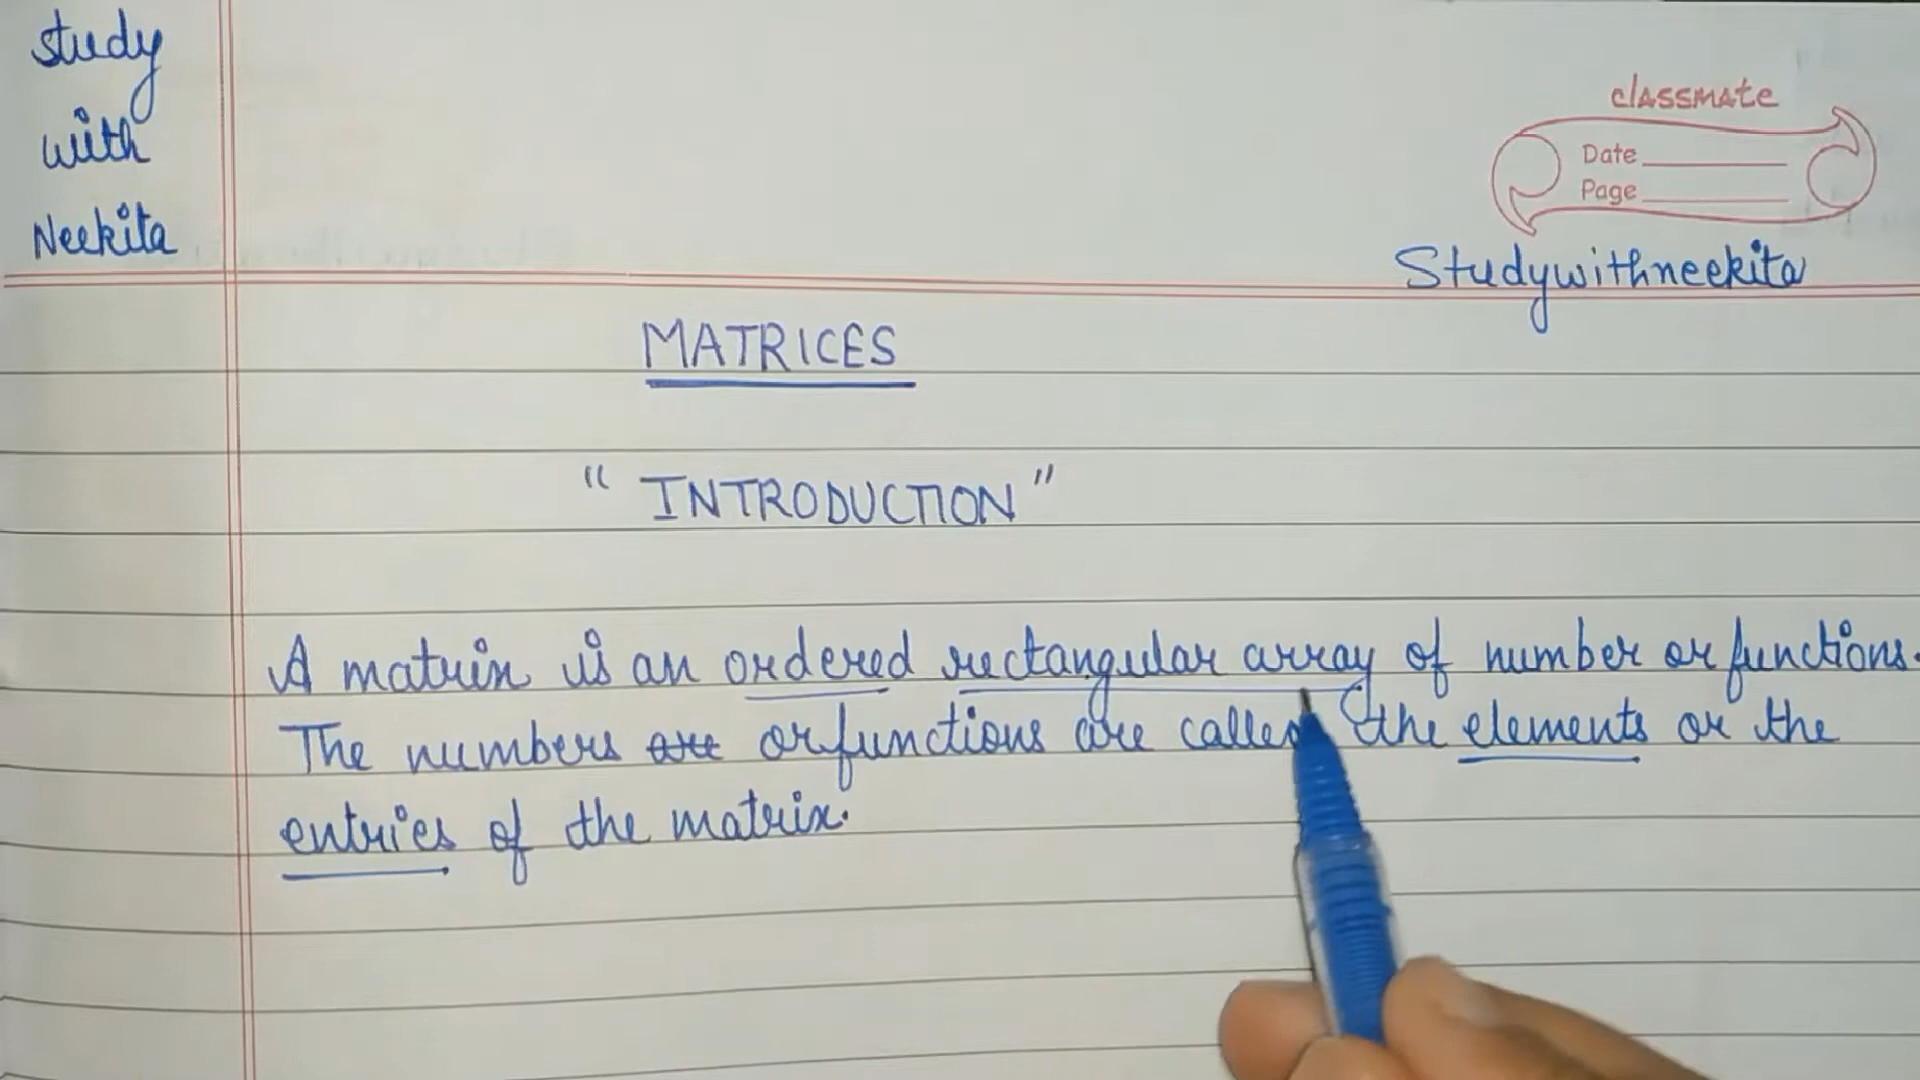 study
with
Neekita
classmate
Date
Page
Studywithneekita
MATRICES
"INTRODUCTION"
A matrix is an ordered rectangular array of number or functions.
The numbers are or functions are called the elements or the
entries of the matrix.